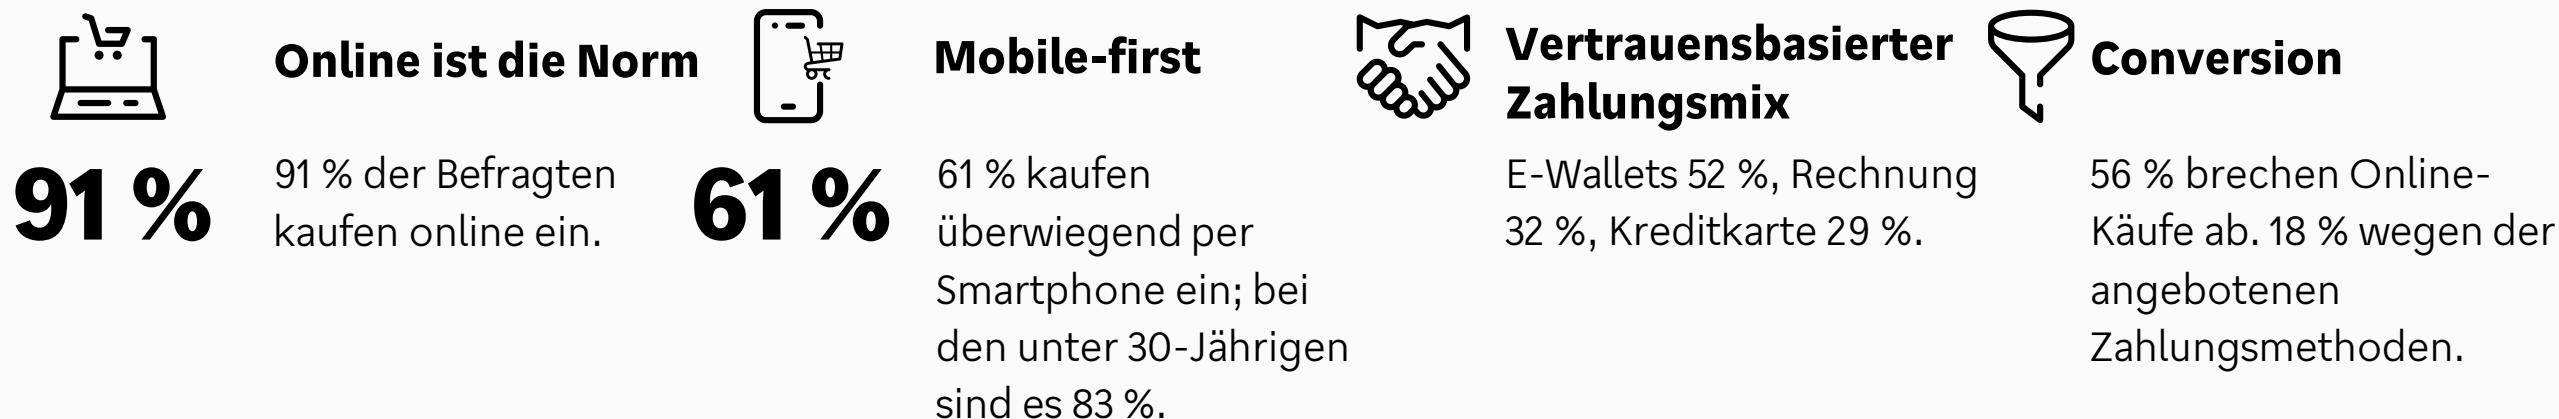 Online ist die Norm
91 %
91 % der Befragten
kaufen online ein.
Mobile-first
61 %
61 % kaufen
überwiegend per
Smartphone ein; bei
den unter 30-Jährigen
sind es 83 %.
Vertrauensbasierter
Zahlungsmix
E-Wallets 52 %, Rechnung
32 %, Kreditkarte 29 %.
Conversion
56 % brechen Online-
Käufe ab. 18 % wegen der
angebotenen
Zahlungsmethoden.